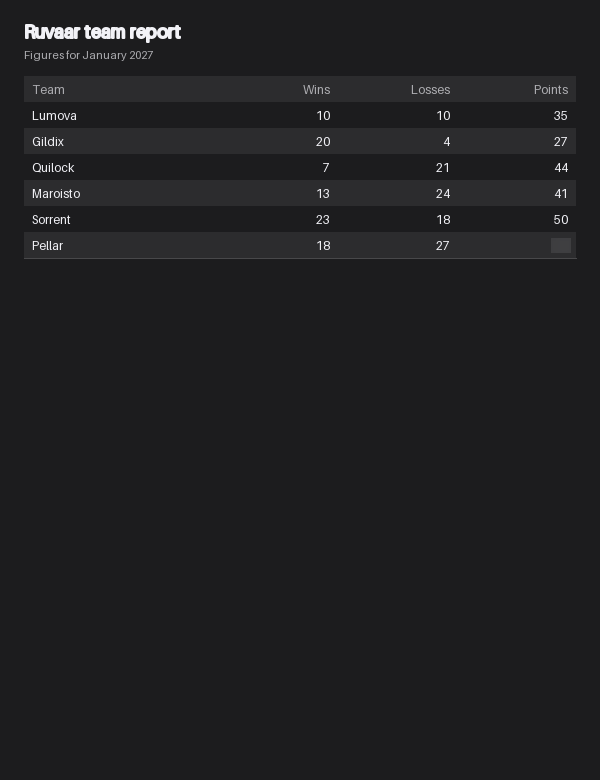 Ruvaar team report
Figures for January 2027
Team Wins Losses Points
Lumova 10 10 35
Gildix 20 4 27
Quilock 7 21 44
Maroisto 13 24 41
Sorrent 23 18 50
Pellar 18 27